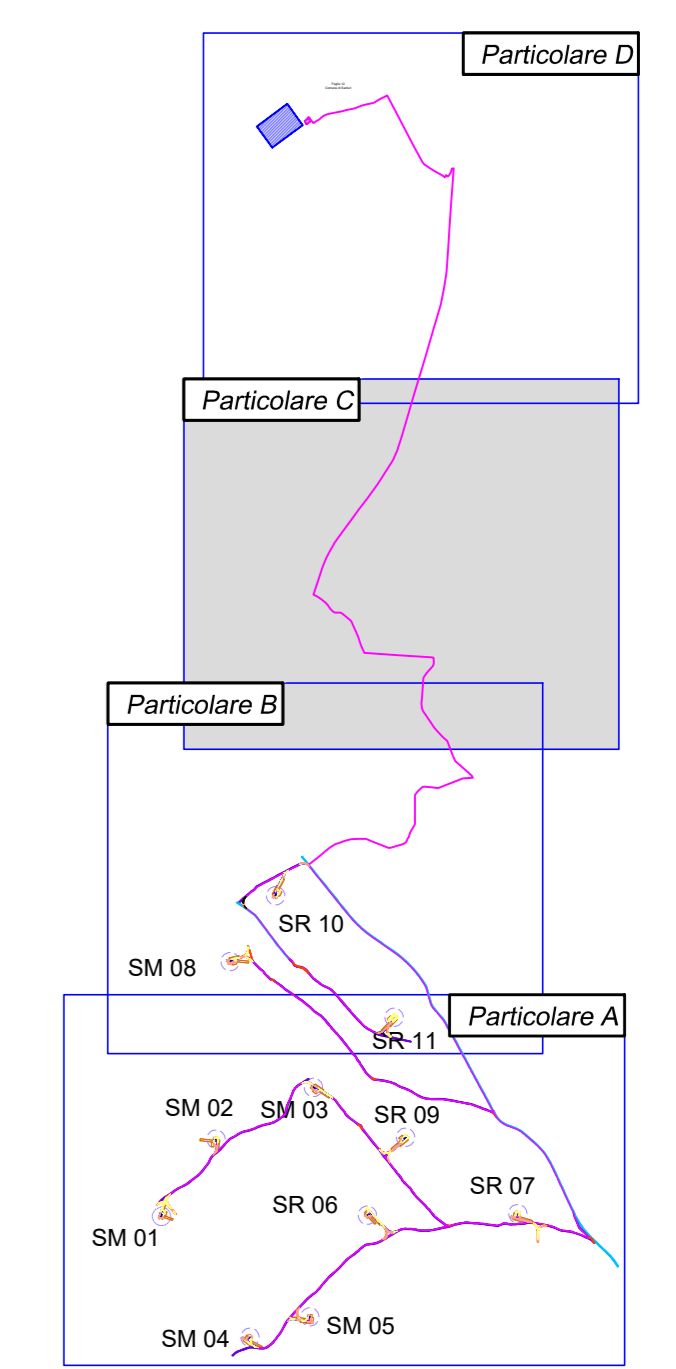 Particolare D
Particolare C
Particolare B
SR 10
SM 08
Particolare A
SR 11
SM 02
SM 03
SR 09
SR 06
SR 07
SM 01
SM 04
SM 05